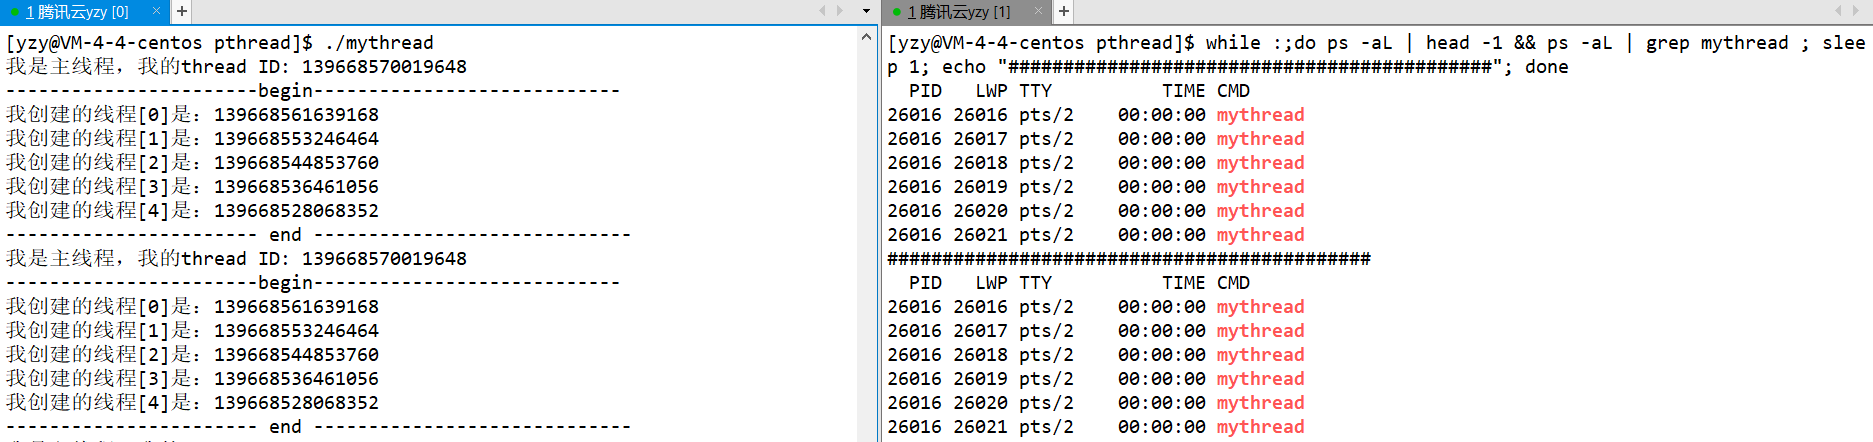 1 腾讯云yzy [0] × +
[yzy@VM-4-4-centos pthread]$ ./mythread
我是主线程，我的thread ID: 139668570019648
-----------------------begin----------------------------
我创建的线程[0]是：139668561639168
我创建的线程[1]是：139668553246464
我创建的线程[2]是：139668544853760
我创建的线程[3]是：139668536461056
我创建的线程[4]是：139668528068352
----------------------- end -----------------------------
我是主线程，我的thread ID: 139668570019648
-----------------------begin----------------------------
我创建的线程[0]是：139668561639168
我创建的线程[1]是：139668553246464
我创建的线程[2]是：139668544853760
我创建的线程[3]是：139668536461056
我创建的线程[4]是：139668528068352
----------------------- end -----------------------------
1 腾讯云yzy [1] × +
[yzy@VM-4-4-centos pthread]$ while :;do ps -aL | head -1 && ps -aL | grep mythread ; slee
p 1; echo "############################################"; done
  PID   LWP TTY        TIME CMD
26016 26016 pts/2    00:00:00 mythread
26016 26017 pts/2    00:00:00 mythread
26016 26018 pts/2    00:00:00 mythread
26016 26019 pts/2    00:00:00 mythread
26016 26020 pts/2    00:00:00 mythread
26016 26021 pts/2    00:00:00 mythread
############################################
  PID   LWP TTY        TIME CMD
26016 26016 pts/2    00:00:00 mythread
26016 26017 pts/2    00:00:00 mythread
26016 26018 pts/2    00:00:00 mythread
26016 26019 pts/2    00:00:00 mythread
26016 26020 pts/2    00:00:00 mythread
26016 26021 pts/2    00:00:00 mythread